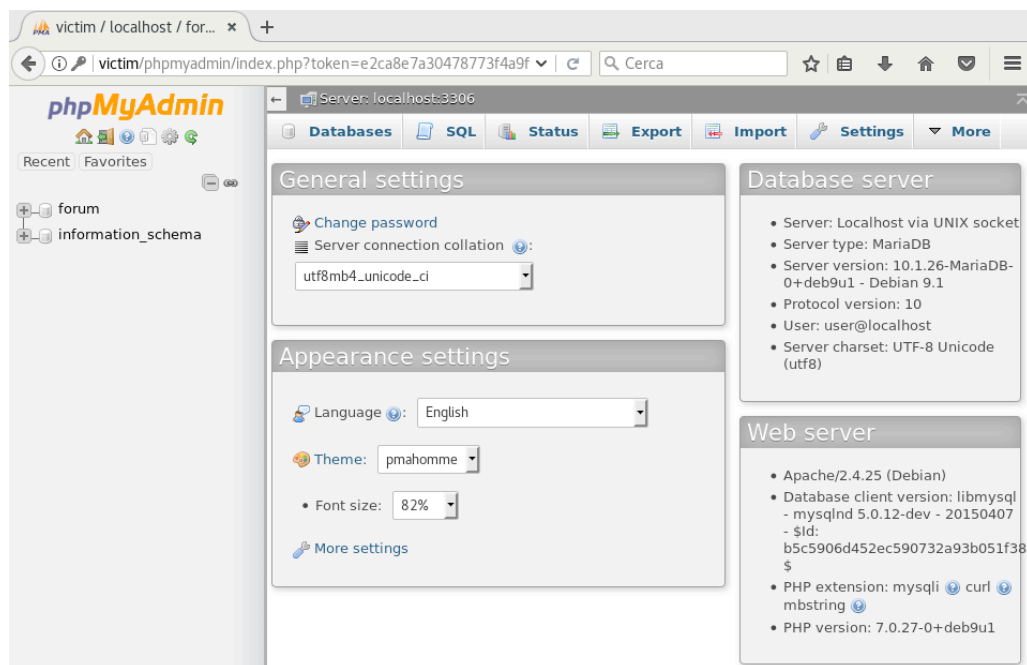 victim / localhost / for...
victim/phpmyadmin/index.php?token=e2ca8e7a30478773f4a9f
Cerca
phpMyAdmin
Recent Favorites
forum
information_schema
Server: localhost:3306
Databases SQL Status Export Import Settings More
General settings
Change password
Server connection collation :
utf8mb4_unicode_ci
Appearance settings
Language : English
Theme: pmahomme
• Font size: 82%
More settings
Database server
• Server: Localhost via UNIX socket
• Server type: MariaDB
• Server version: 10.1.26-MariaDB-
0+deb9u1 - Debian 9.1
• Protocol version: 10
• User: user@localhost
• Server charset: UTF-8 Unicode
(utf8)
Web server
• Apache/2.4.25 (Debian)
• Database client version: libmysql
- mysqlnd 5.0.12-dev - 20150407
- $Id:
b5c5906d452ec590732a93b051f38
$
• PHP extension: mysqli curl
mbstring
• PHP version: 7.0.27-0+deb9u1